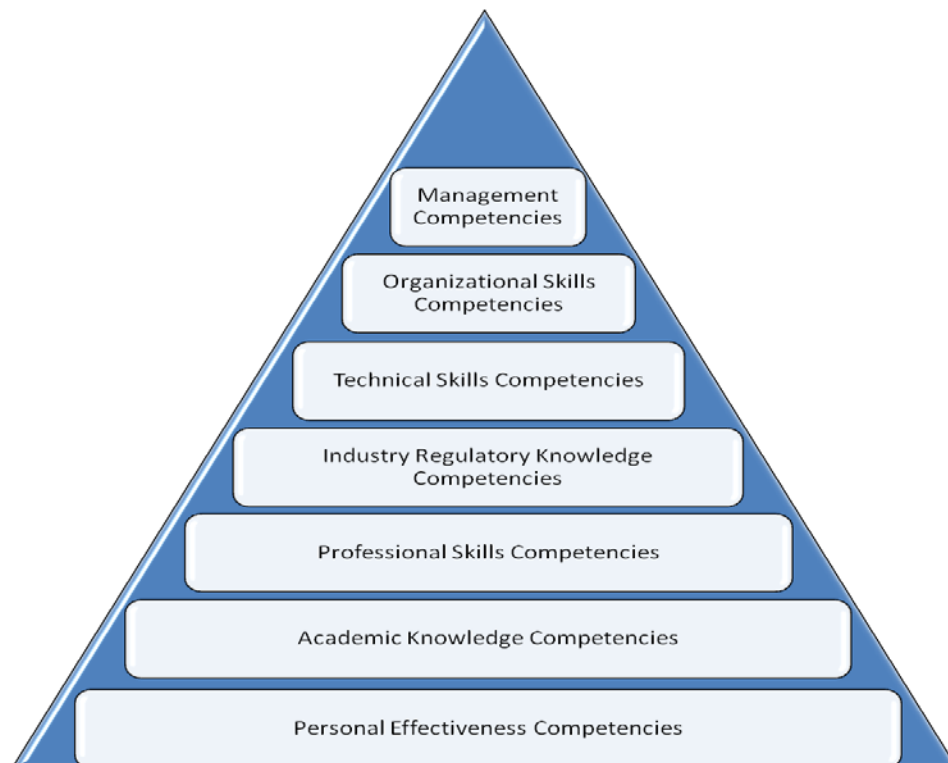 Management
Competencies
Organizational Skills
Competencies
Technical Skills Competencies
Industry Regulatory Knowledge
Competencies
Professional Skills Competencies
Academic Knowledge Competencies
Personal Effectiveness Competencies